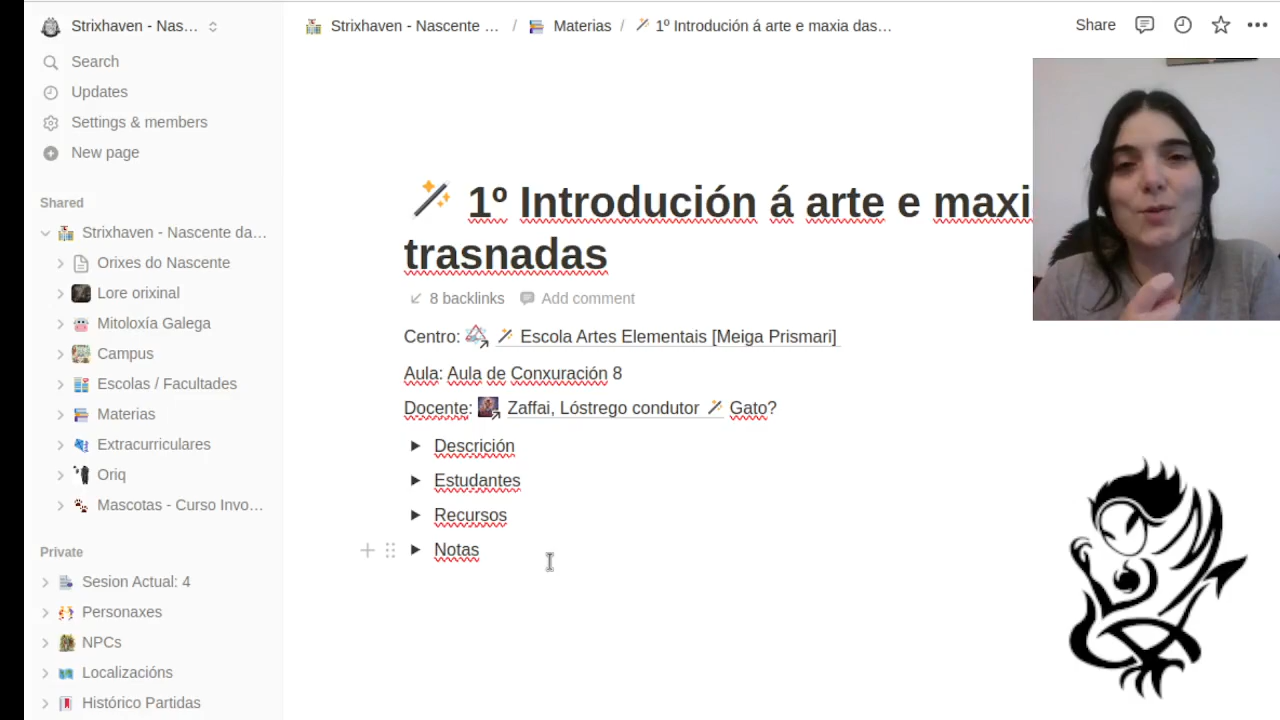 Strixhaven - Nas…
Search
Updates
Settings & members
New page
Shared
Strixhaven - Nascente da…
Orixes do Nascente
Lore orixinal
Mitoloxía Galega
Campus
Escolas / Facultades
Materias
Extracurriculares
Oriq
Mascotas - Curso Invo…
Private
Sesion Actual: 4
Personaxes
NPCs
Localizacións
Histórico Partidas
Strixhaven - Nascente … / Materias / 1º Introdución á arte e maxia das…
Share
1º Introdución á arte e maxi
trasnadas
8 backlinks Add comment
Centro: Escola Artes Elementais [Meiga Prismari]
Aula: Aula de Conxuración 8
Docente: Zaffai, Lóstrego condutor Gato?
Descrición
Estudantes
Recursos
Notas